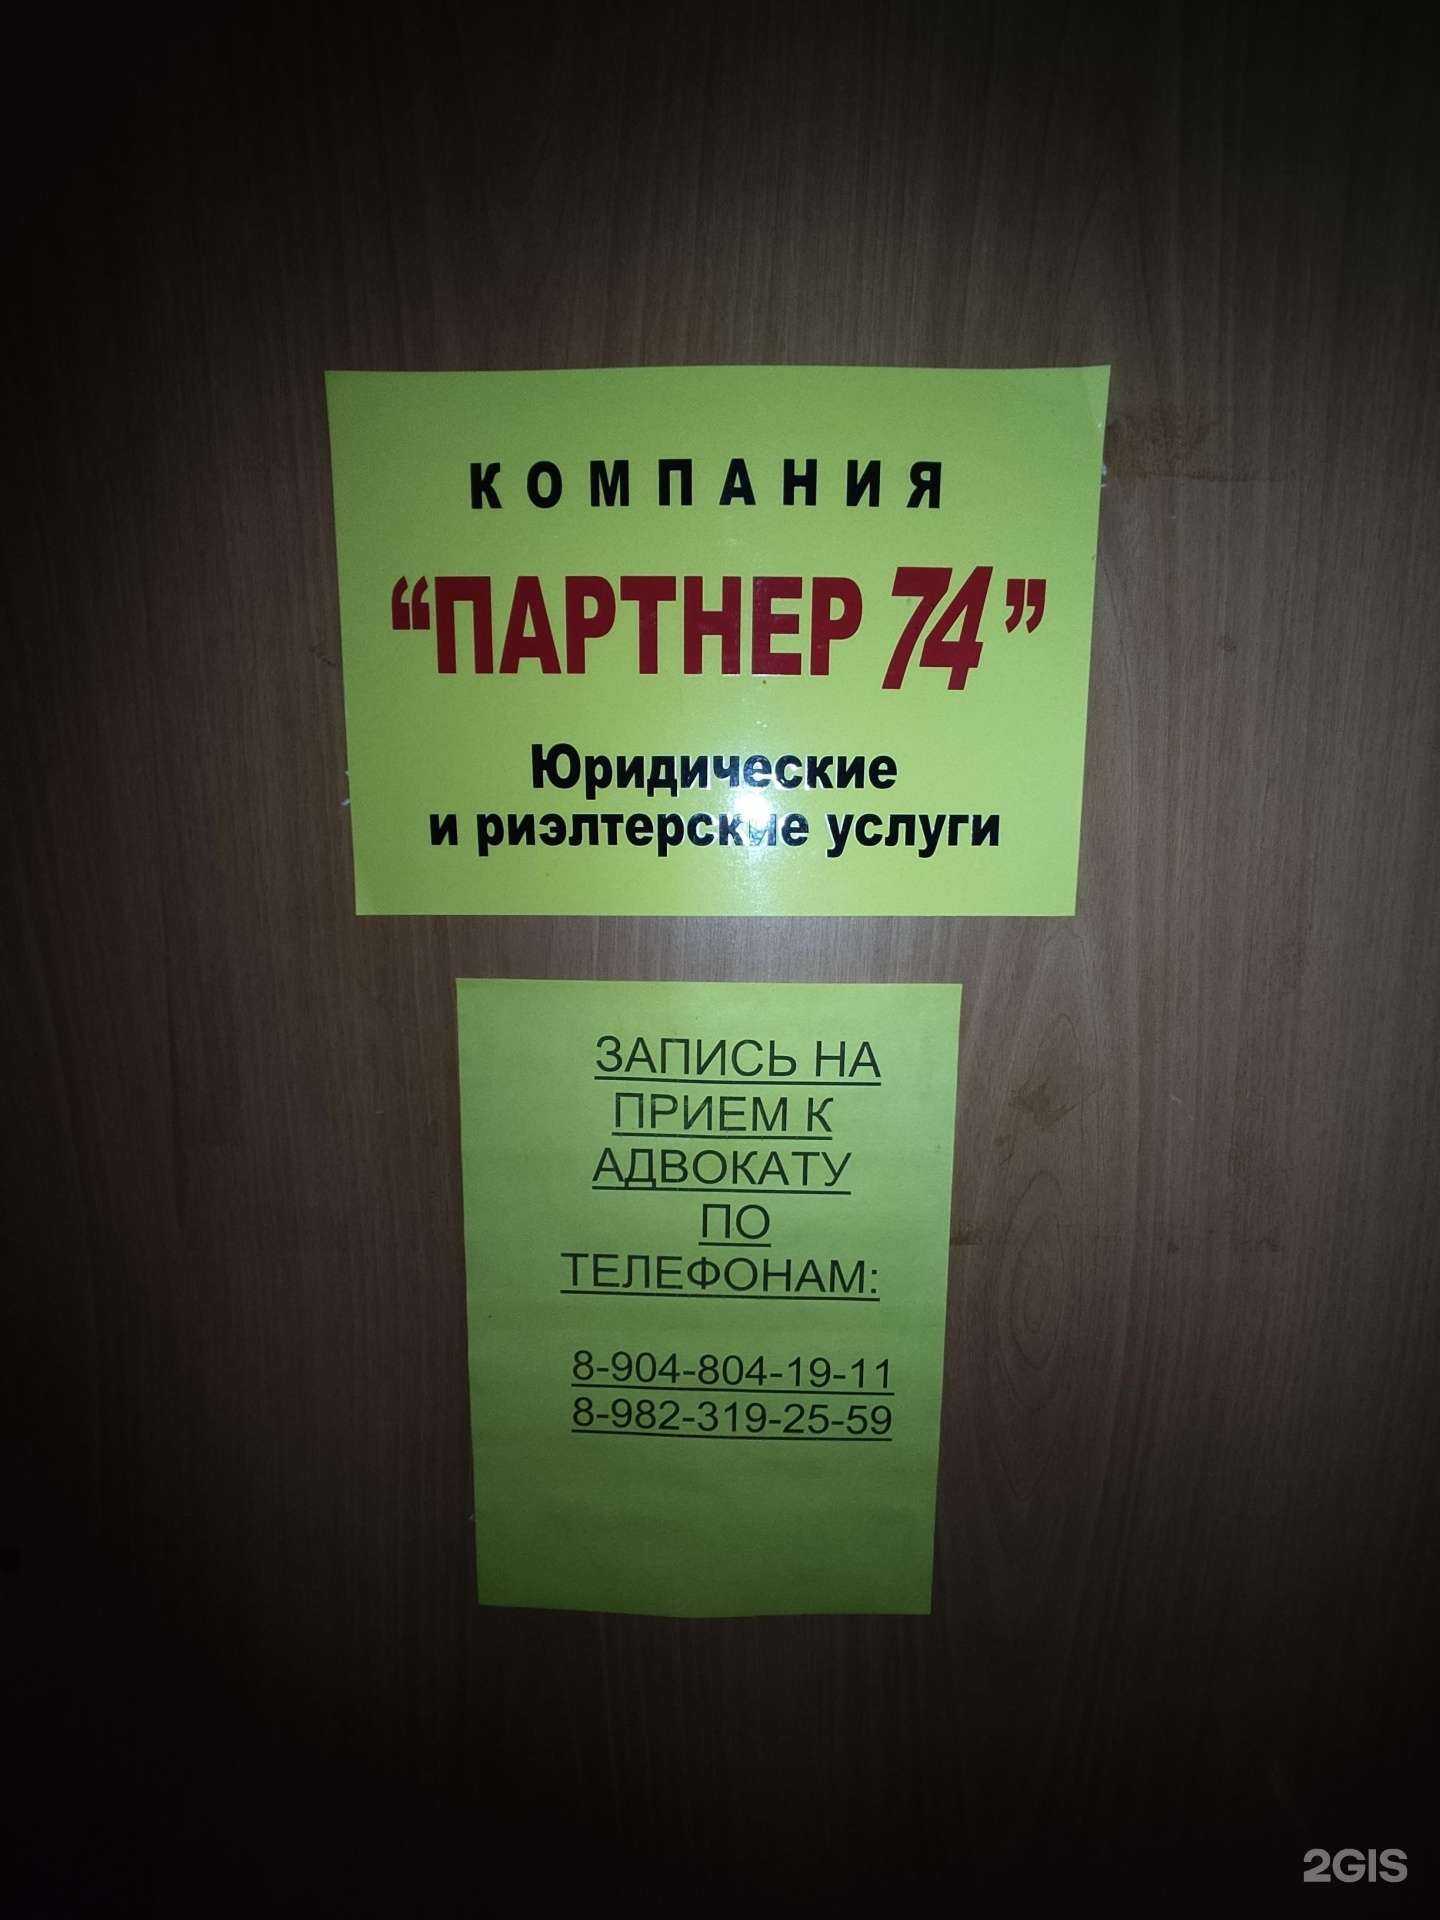 КОМПАНИЯ
“ПАРТНЕР 74”
Юридические
и риэлтерские услуги
ЗАПИСЬ НА
ПРИЕМ К
АДВОКАТУ
ПО
ТЕЛЕФОНАМ:
8-904-804-19-11
8-982-319-25-59
2GIS